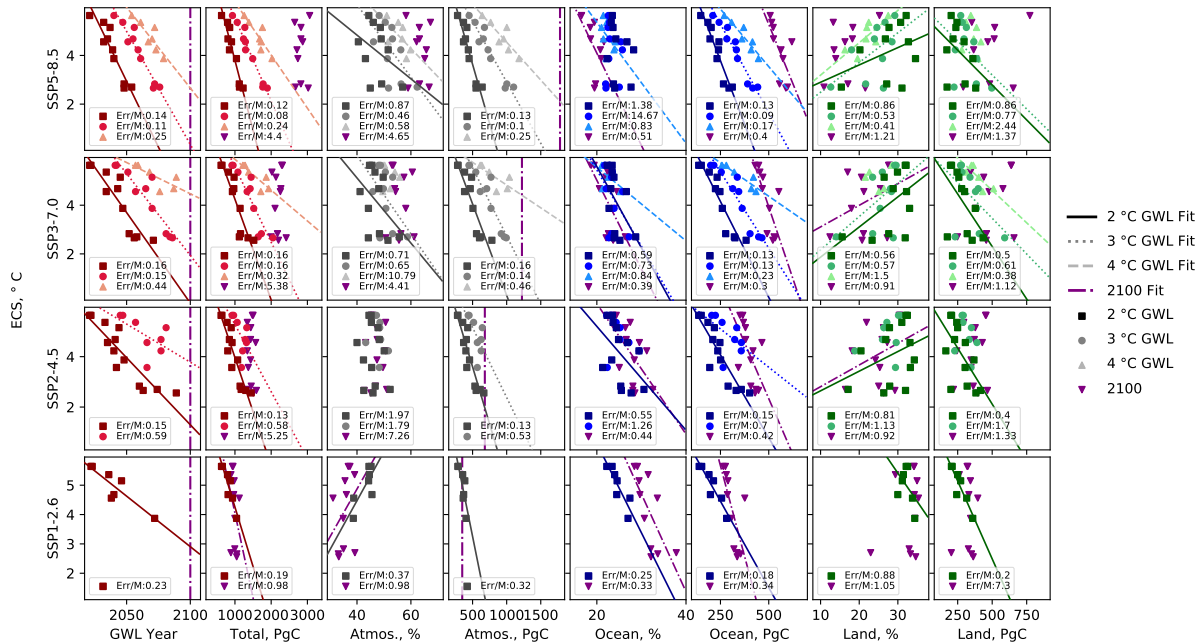 SSP5-8.5
4
2
Err/M:0.14
Err/M:0.11
Err/M:0.25
Err/M:0.12
Err/M:0.08
Err/M:0.24
Err/M:4.4
Err/M:0.87
Err/M:0.46
Err/M:0.58
Err/M:4.65
Err/M:0.13
Err/M:0.1
Err/M:0.25
Err/M:1.38
Err/M:14.67
Err/M:0.83
Err/M:0.51
Err/M:0.13
Err/M:0.09
Err/M:0.17
Err/M:0.4
Err/M:0.86
Err/M:0.53
Err/M:0.41
Err/M:1.21
Err/M:0.86
Err/M:0.77
Err/M:2.44
Err/M:1.37
ECS, ° C
SSP3-7.0
4
2
Err/M:0.16
Err/M:0.15
Err/M:0.44
Err/M:0.16
Err/M:0.16
Err/M:0.32
Err/M:5.38
Err/M:0.71
Err/M:0.65
Err/M:10.79
Err/M:4.41
Err/M:0.16
Err/M:0.14
Err/M:0.46
Err/M:0.59
Err/M:0.73
Err/M:0.84
Err/M:0.39
Err/M:0.13
Err/M:0.13
Err/M:0.23
Err/M:0.3
Err/M:0.56
Err/M:0.57
Err/M:1.5
Err/M:0.91
Err/M:0.5
Err/M:0.61
Err/M:0.38
Err/M:1.12
SSP2-4.5
4
2
Err/M:0.15
Err/M:0.59
Err/M:0.13
Err/M:0.58
Err/M:5.25
Err/M:1.97
Err/M:1.79
Err/M:7.26
Err/M:0.13
Err/M:0.53
Err/M:0.55
Err/M:1.26
Err/M:0.44
Err/M:0.15
Err/M:0.7
Err/M:0.42
Err/M:0.81
Err/M:1.13
Err/M:0.92
Err/M:0.4
Err/M:1.7
Err/M:1.33
SSP1-2.6
5
4
3
2
Err/M:0.23
Err/M:0.19
Err/M:0.98
Err/M:0.37
Err/M:0.98
Err/M:0.32
Err/M:0.25
Err/M:0.33
Err/M:0.18
Err/M:0.34
Err/M:0.88
Err/M:1.05
Err/M:0.2
Err/M:7.3
2050
2100
1000
2000
3000
40
60
500
1000
1500
20
40
250
500
10
20
30
250
500
750
GWL Year
Total, PgC
Atmos., %
Atmos., PgC
Ocean, %
Ocean, PgC
Land, %
Land, PgC
2 °C GWL Fit
3 °C GWL Fit
4 °C GWL Fit
2100 Fit
2 °C GWL
3 °C GWL
4 °C GWL
2100